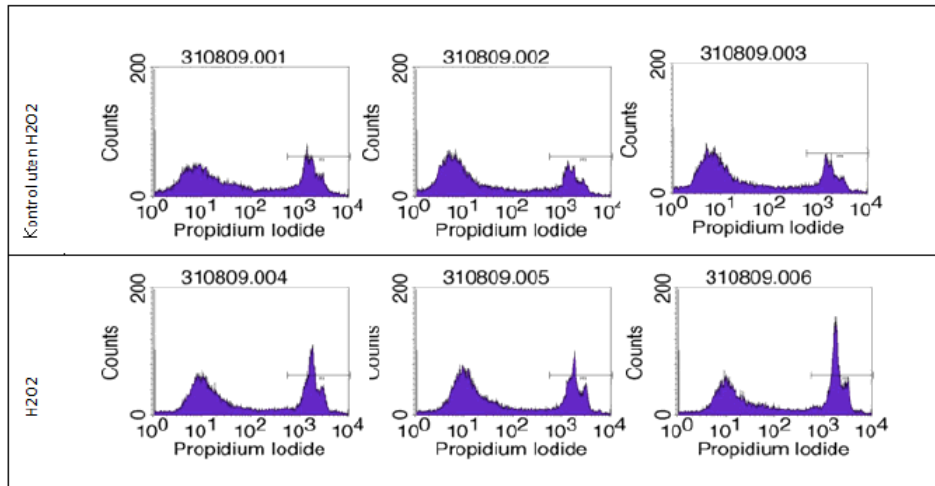 Kontrol uten H2O2
310809.001
200
Counts
0
10^0 10^1 10^2 10^3 10^4
Propidium Iodide
310809.002
200
Counts
0
10^0 10^1 10^2 10^3 10^4
Propidium Iodide
310809.003
200
Counts
0
10^0 10^1 10^2 10^3 10^4
Propidium Iodide
H2O2
310809.004
200
Counts
0
10^0 10^1 10^2 10^3 10^4
Propidium Iodide
310809.005
200
Counts
0
10^0 10^1 10^2 10^3 10^4
Propidium Iodide
310809.006
200
Counts
0
10^0 10^1 10^2 10^3 10^4
Propidium Iodide